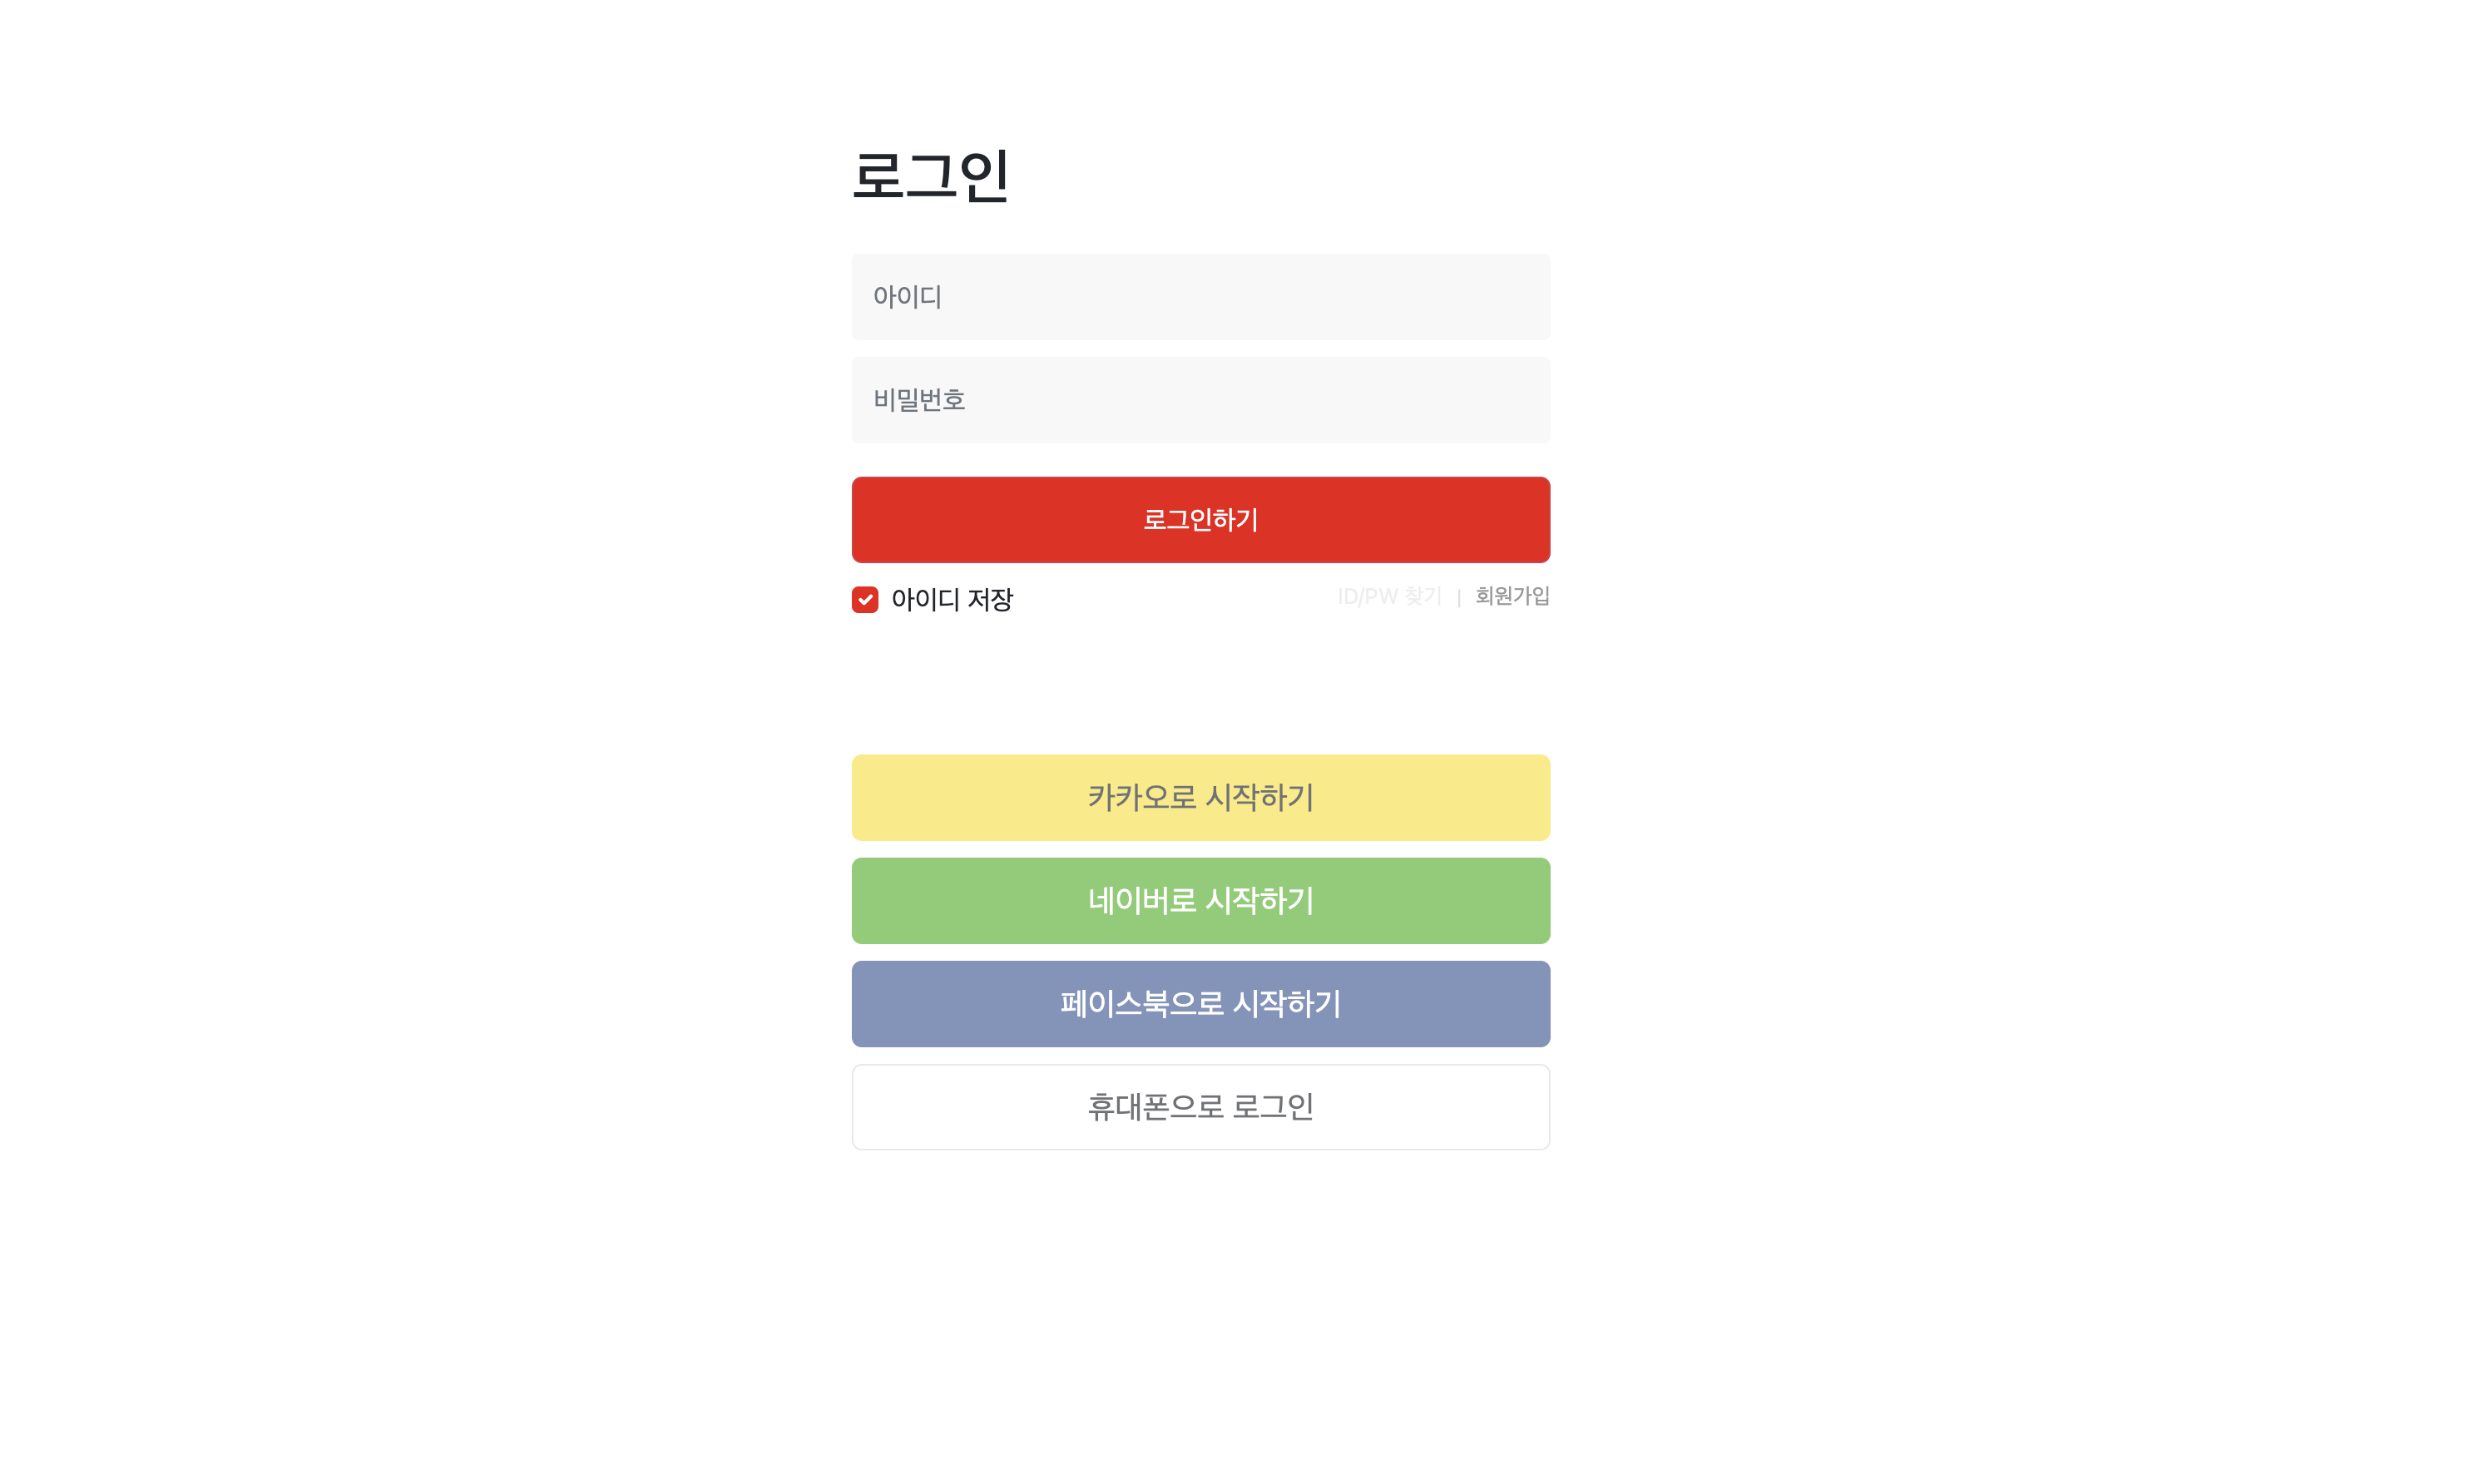 로그인
아이디
비밀번호
로그인하기
아이디 저장
ID/PW 찾기 | 회원가입
카카오로 시작하기
네이버로 시작하기
페이스북으로 시작하기
휴대폰으로 로그인